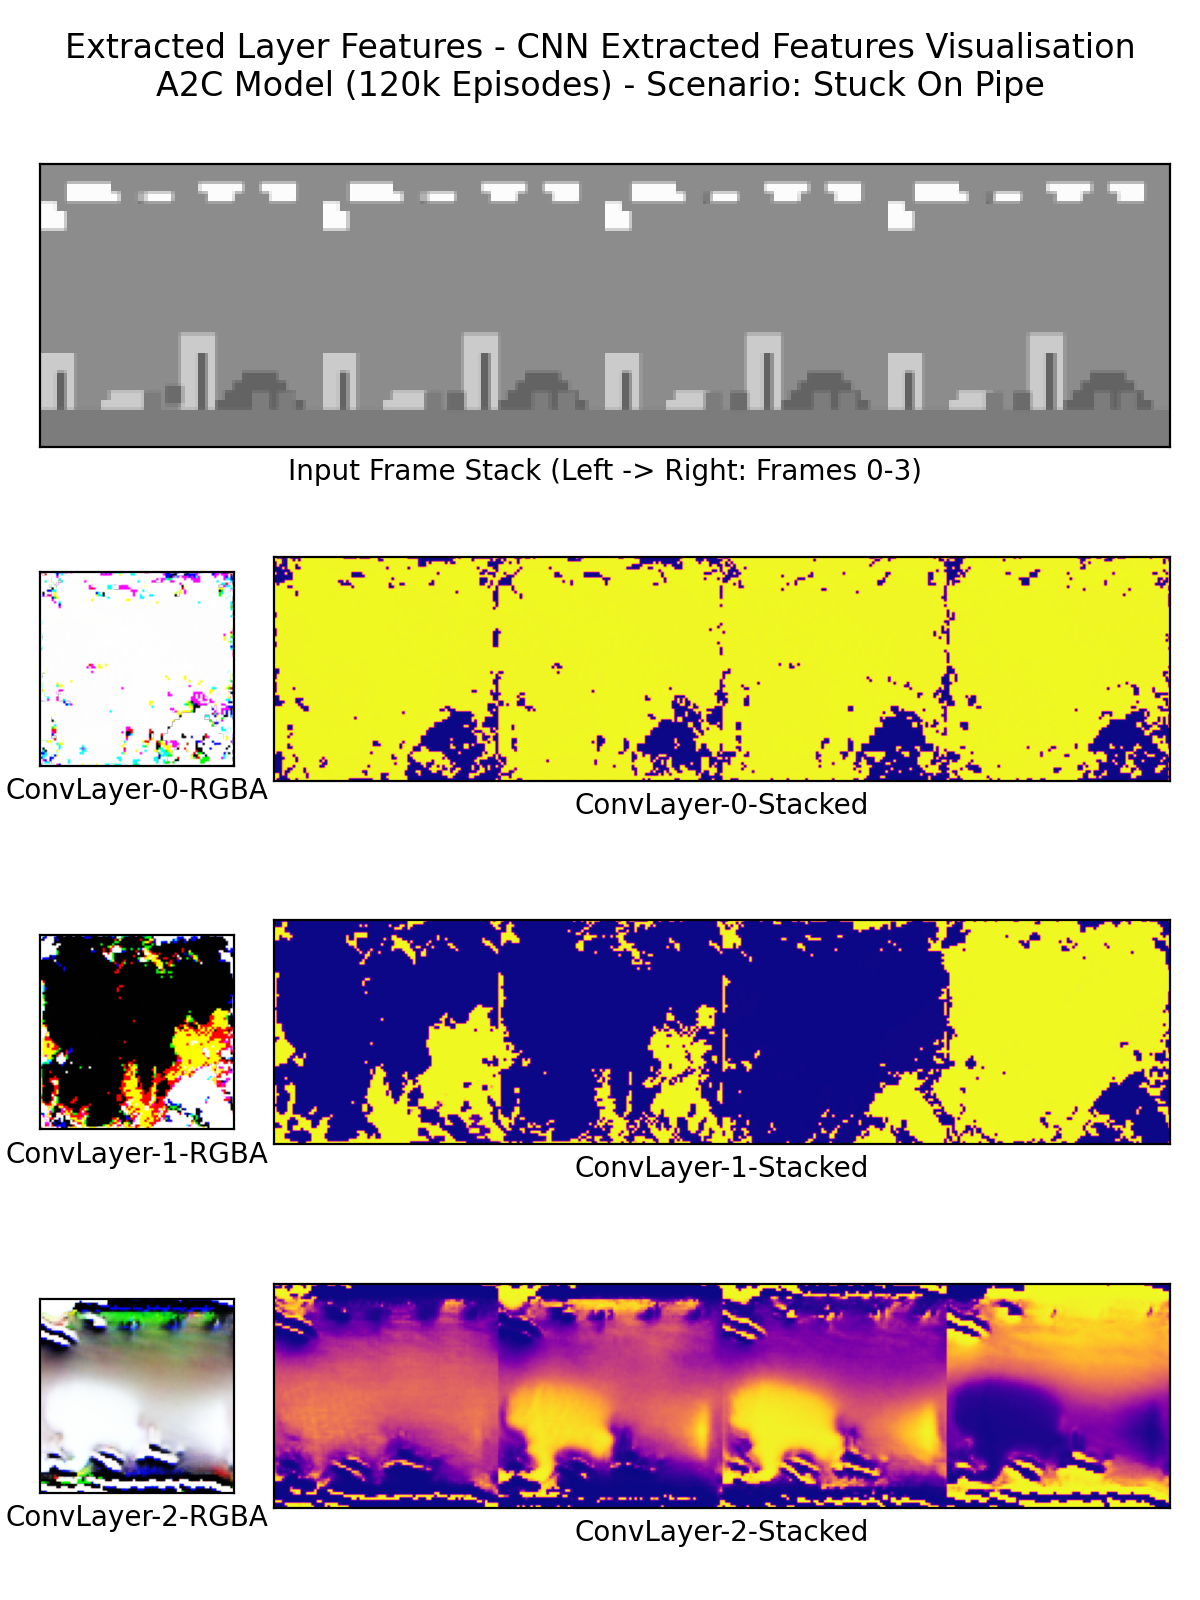 Extracted Layer Features - CNN Extracted Features Visualisation
A2C Model (120k Episodes) - Scenario: Stuck On Pipe
Input Frame Stack (Left -> Right: Frames 0-3)
ConvLayer-0-RGBA
ConvLayer-0-Stacked
ConvLayer-1-RGBA
ConvLayer-1-Stacked
ConvLayer-2-RGBA
ConvLayer-2-Stacked